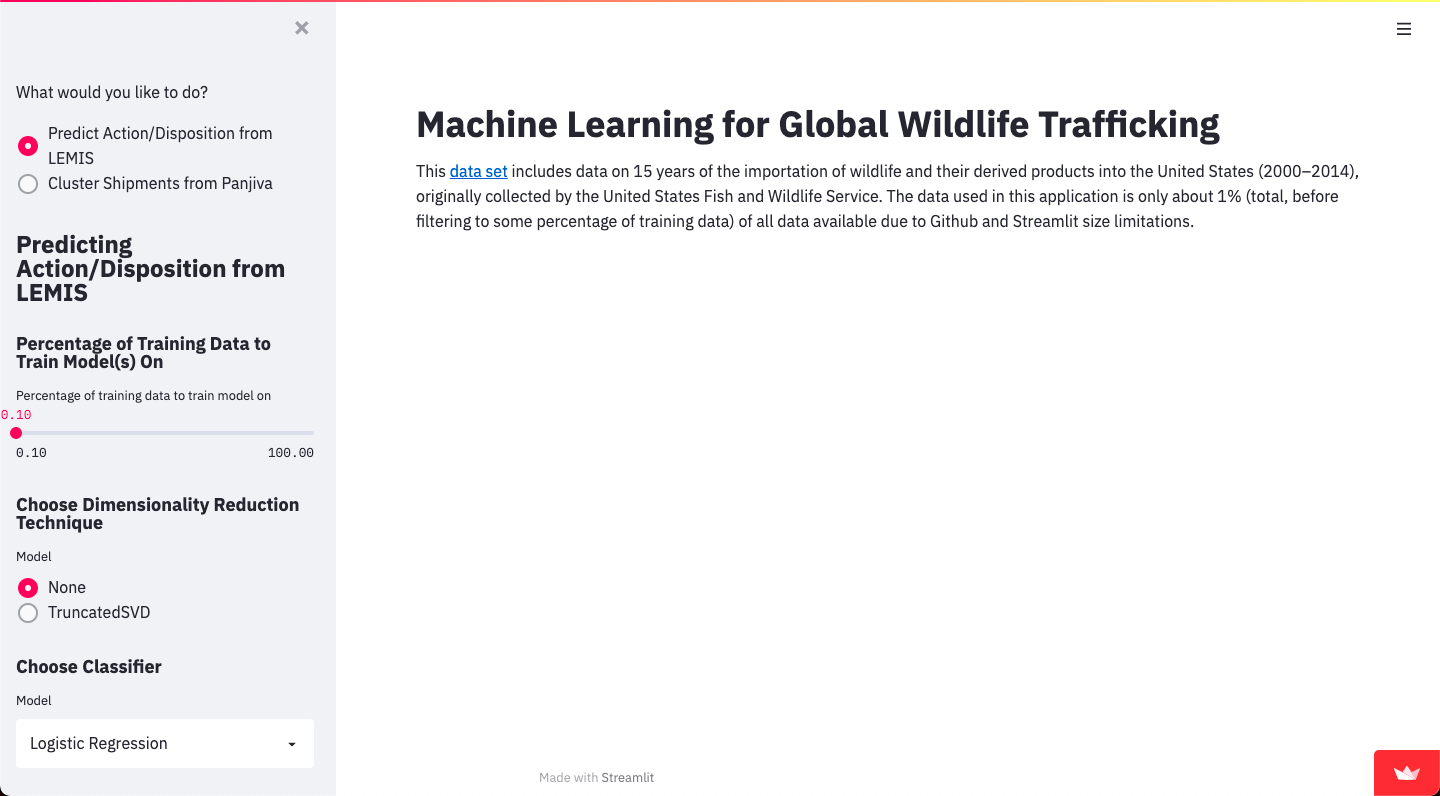 What would you like to do?
Predict Action/Disposition from
LEMIS
Cluster Shipments from Panjiva
Predicting
Action/Disposition from
LEMIS
Percentage of Training Data to
Train Model(s) On
Percentage of training data to train model on
0.10
0.10 100.00
Choose Dimensionality Reduction
Technique
Model
None
TruncatedSVD
Choose Classifier
Model
Logistic Regression
Machine Learning for Global Wildlife Trafficking
This data set includes data on 15 years of the importation of wildlife and their derived products into the United States (2000–2014),
originally collected by the United States Fish and Wildlife Service. The data used in this application is only about 1% (total, before
filtering to some percentage of training data) of all data available due to Github and Streamlit size limitations.
Made with Streamlit